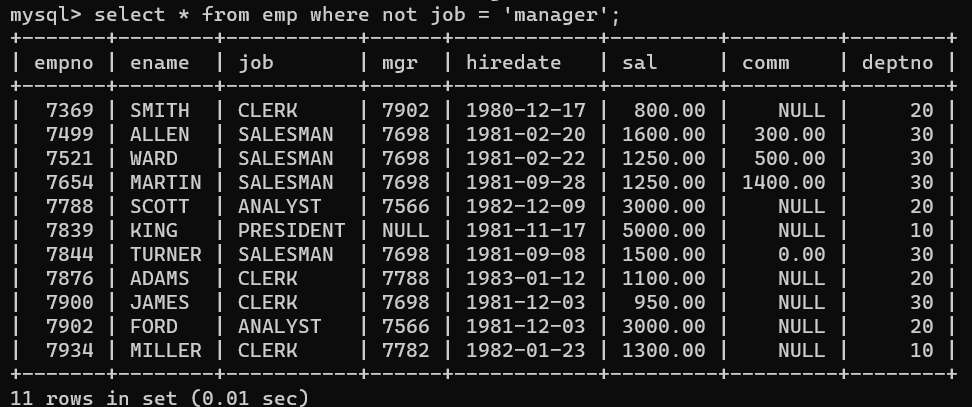 mysql> select * from emp where not job = 'manager';
+-------+--------+-----------+------+------------+---------+---------+--------+
| empno | ename  | job       | mgr  | hiredate   | sal     | comm    | deptno |
+-------+--------+-----------+------+------------+---------+---------+--------+
|  7369 | SMITH  | CLERK     | 7902 | 1980-12-17 |  800.00 |    NULL |     20 |
|  7499 | ALLEN  | SALESMAN  | 7698 | 1981-02-20 | 1600.00 |  300.00 |     30 |
|  7521 | WARD   | SALESMAN  | 7698 | 1981-02-22 | 1250.00 |  500.00 |     30 |
|  7654 | MARTIN | SALESMAN  | 7698 | 1981-09-28 | 1250.00 | 1400.00 |     30 |
|  7788 | SCOTT  | ANALYST   | 7566 | 1982-12-09 | 3000.00 |    NULL |     20 |
|  7839 | KING   | PRESIDENT | NULL | 1981-11-17 | 5000.00 |    NULL |     10 |
|  7844 | TURNER | SALESMAN  | 7698 | 1981-09-08 | 1500.00 |    0.00 |     30 |
|  7876 | ADAMS  | CLERK     | 7788 | 1983-01-12 | 1100.00 |    NULL |     20 |
|  7900 | JAMES  | CLERK     | 7698 | 1981-12-03 |  950.00 |    NULL |     30 |
|  7902 | FORD   | ANALYST   | 7566 | 1981-12-03 | 3000.00 |    NULL |     20 |
|  7934 | MILLER | CLERK     | 7782 | 1982-01-23 | 1300.00 |    NULL |     10 |
+-------+--------+-----------+------+------------+---------+---------+--------+
11 rows in set (0.01 sec)